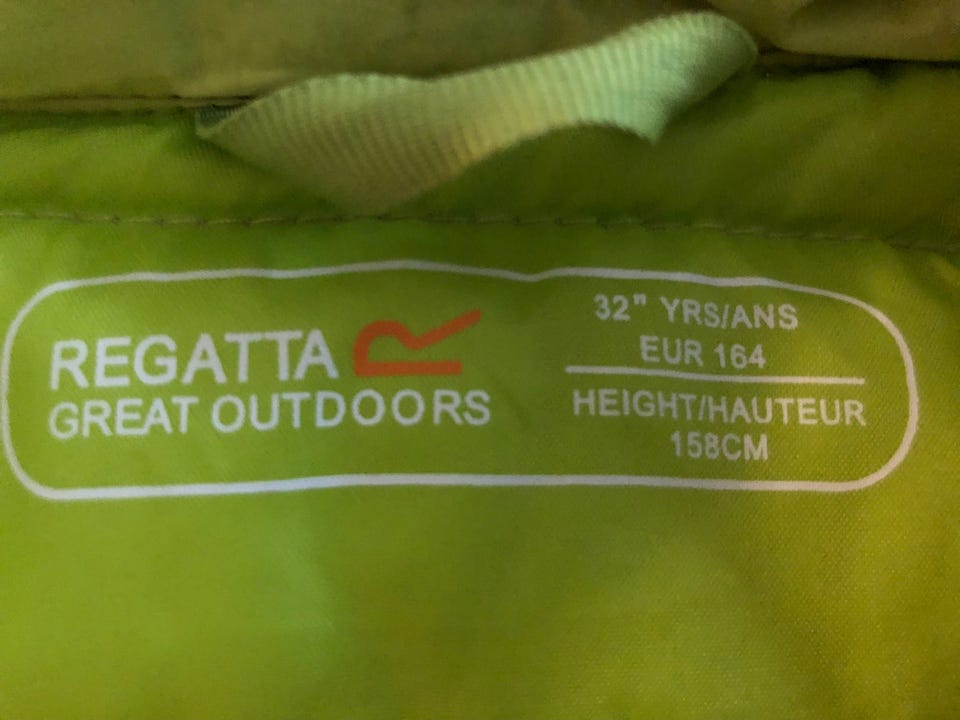 REGATTA
GREAT OUTDOORS
32" YRS/ANS
EUR 164
HEIGHT/HAUTEUR
158CM